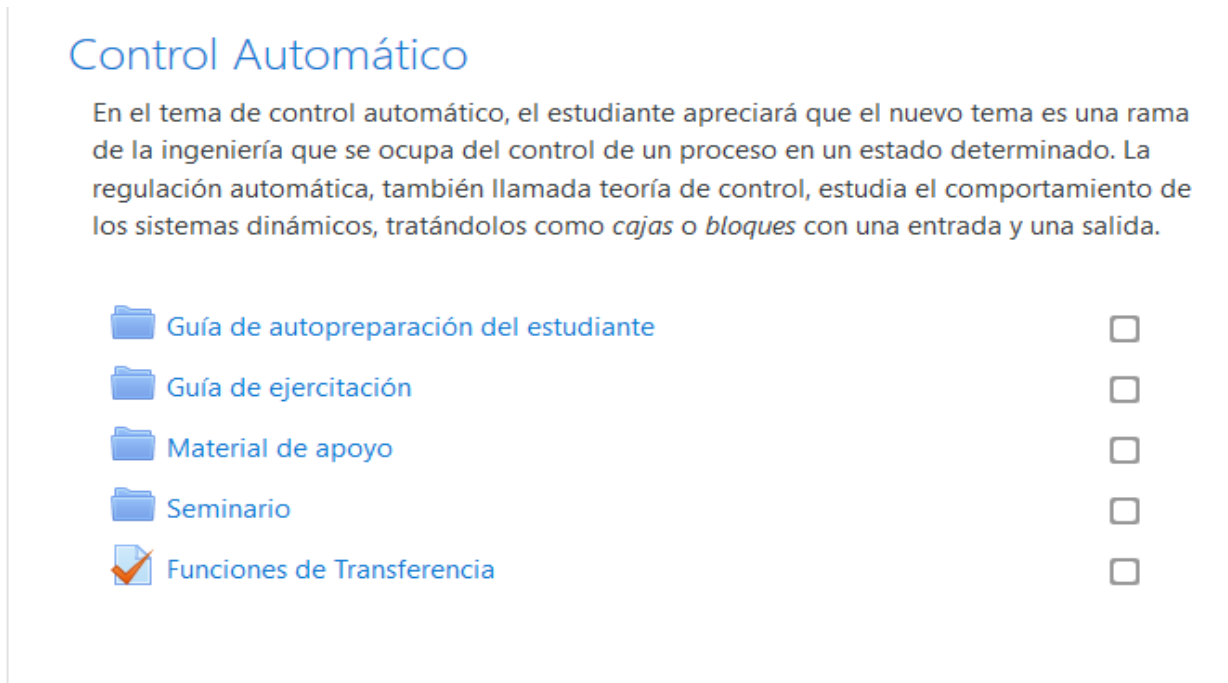 Control Automático
En el tema de control automático, el estudiante apreciará que el nuevo tema es una rama
de la ingeniería que se ocupa del control de un proceso en un estado determinado. La
regulación automática, también llamada teoría de control, estudia el comportamiento de
los sistemas dinámicos, tratándolos como cajas o bloques con una entrada y una salida.
Guía de autopreparación del estudiante
Guía de ejercitación
Material de apoyo
Seminario
Funciones de Transferencia